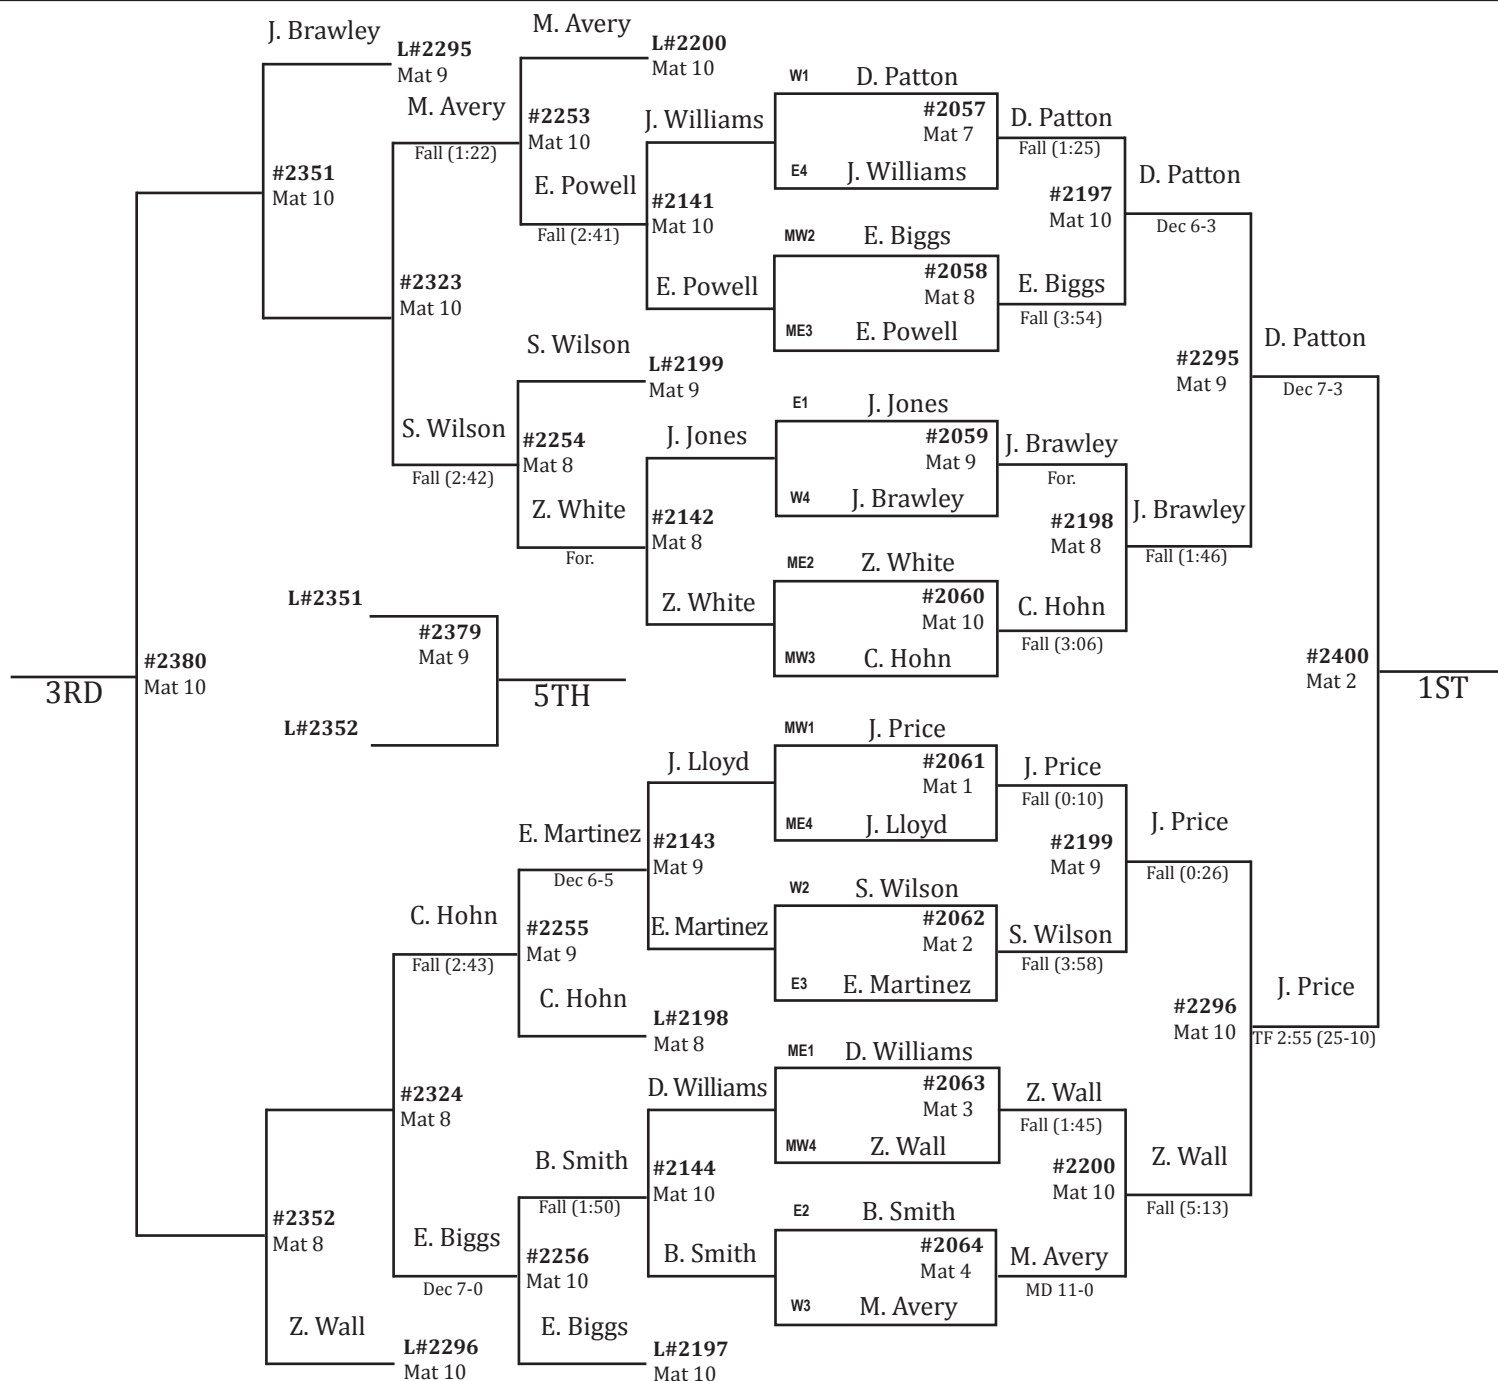 J. Brawley
L#2295
Mat 9
M. Avery
L#2200
Mat 10
M. Avery
Fall (1:22)
#2253
Mat 10
E. Powell
Fall (2:41)
#2351
Mat 10
#2323
Mat 10
J. Williams
#2141
Mat 10
E. Powell
W1
D. Patton
#2057
Mat 7
E4
J. Williams
MW2
E. Biggs
#2058
Mat 8
ME3
E. Powell
D. Patton
Fall (1:25)
#2197
Mat 10
E. Biggs
Fall (3:54)
D. Patton
Dec 6-3
S. Wilson
L#2199
Mat 9
S. Wilson
Fall (2:42)
#2254
Mat 8
Z. White
For.
J. Jones
#2142
Mat 8
Z. White
E1
J. Jones
#2059
Mat 9
W4
J. Brawley
ME2
Z. White
#2060
Mat 10
MW3
C. Hohn
J. Brawley
For.
#2198
Mat 8
C. Hohn
Fall (3:06)
J. Brawley
Fall (1:46)
#2295
Mat 9
D. Patton
Dec 7-3
L#2351
#2379
Mat 9
L#2352
5TH
#2380
Mat 10
3RD
#2400
Mat 2
1ST
J. Lloyd
E. Martinez
Dec 6-5
#2143
Mat 9
E. Martinez
C. Hohn
Fall (2:43)
#2255
Mat 9
C. Hohn
L#2198
Mat 8
MW1
J. Price
#2061
Mat 1
ME4
J. Lloyd
W2
S. Wilson
#2062
Mat 2
E3
E. Martinez
J. Price
Fall (0:10)
#2199
Mat 9
S. Wilson
Fall (3:58)
J. Price
Fall (0:26)
#2296
Mat 10
J. Price
TF 2:55 (25-10)
#2324
Mat 8
D. Williams
B. Smith
Fall (1:50)
#2144
Mat 10
B. Smith
E. Biggs
Dec 7-0
#2256
Mat 10
E. Biggs
L#2197
Mat 10
ME1
D. Williams
#2063
Mat 3
MW4
Z. Wall
E2
B. Smith
#2064
Mat 4
W3
M. Avery
Z. Wall
Fall (1:45)
#2200
Mat 10
M. Avery
MD 11-0
Z. Wall
Fall (5:13)
#2352
Mat 8
Z. Wall
L#2296
Mat 10